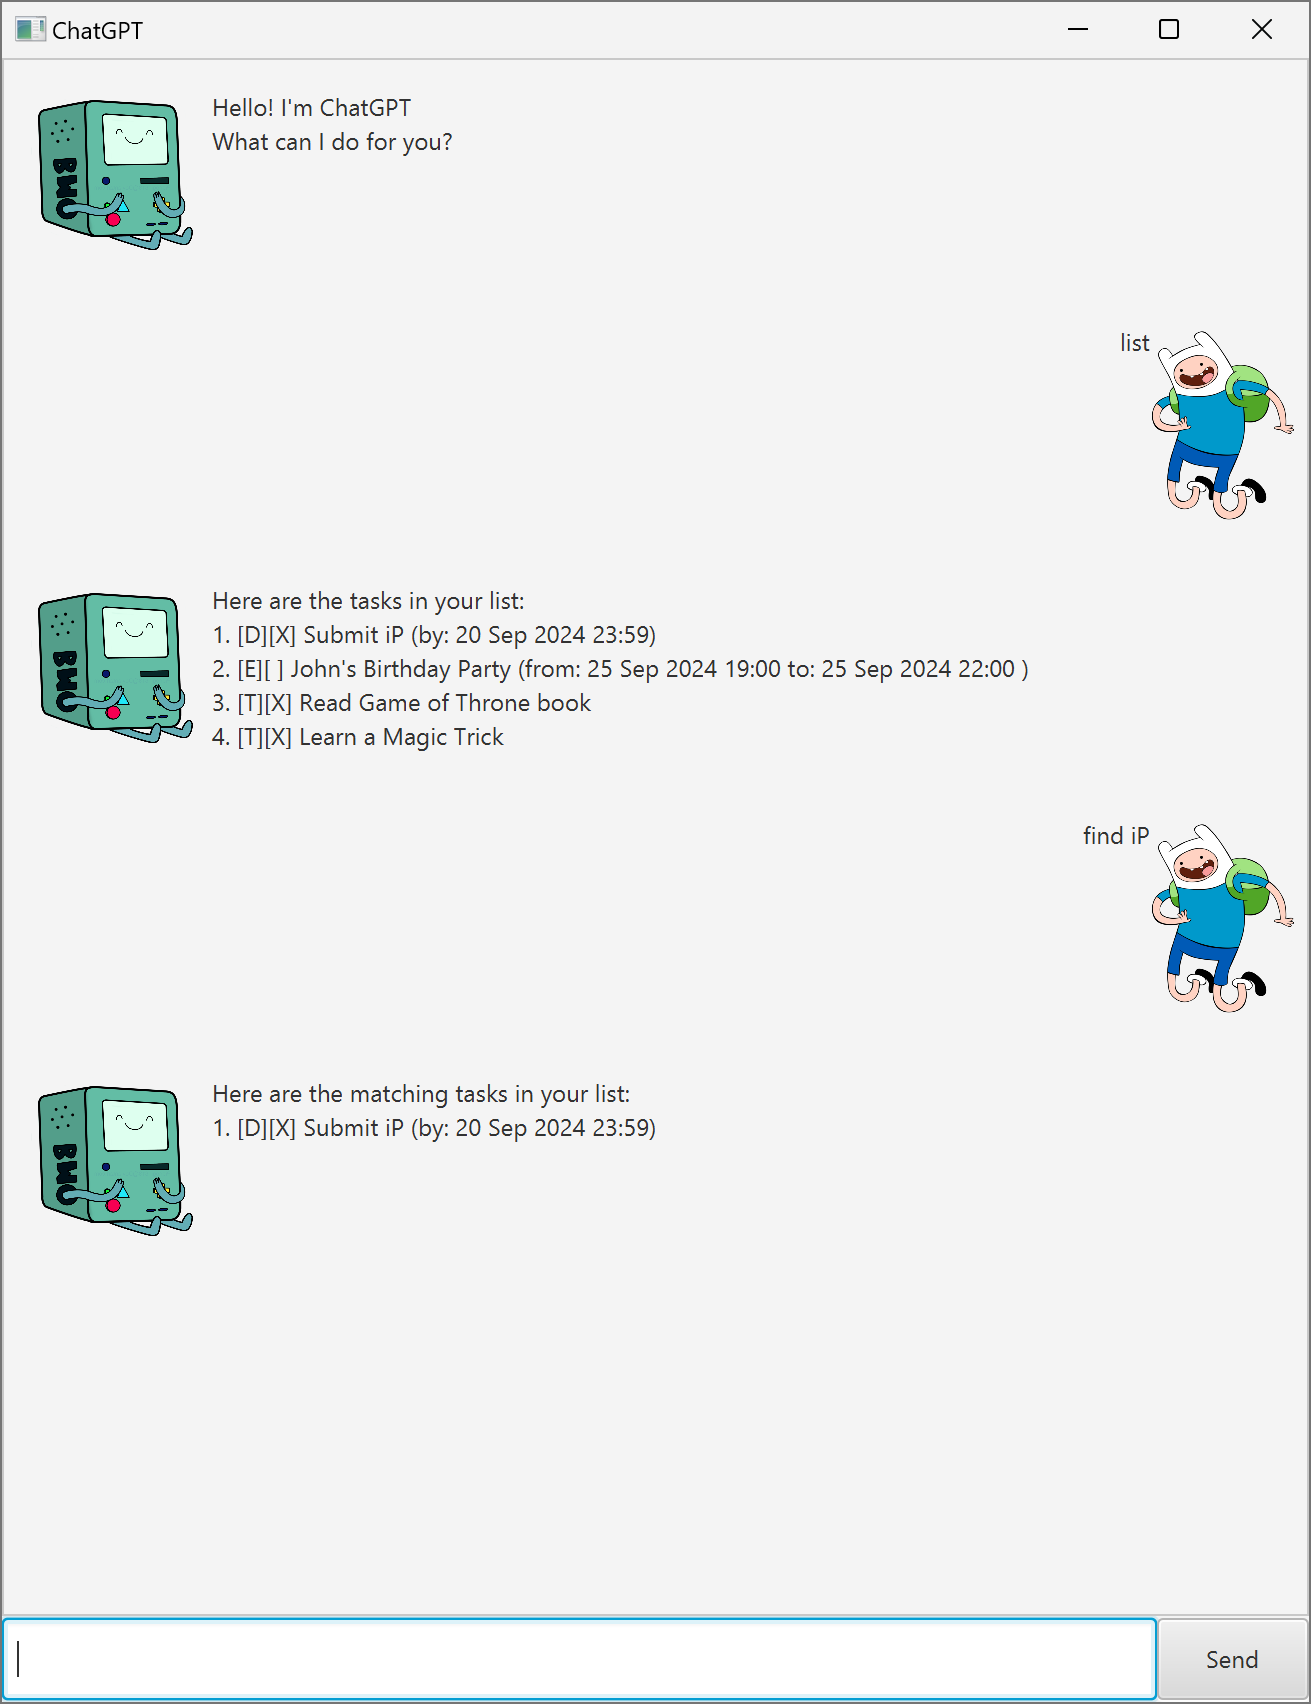 ChatGPT
Hello! I'm ChatGPT
What can I do for you?
BMO
list
Here are the tasks in your list:
1. [D][X] Submit iP (by: 20 Sep 2024 23:59)
2. [E][ ] John's Birthday Party (from: 25 Sep 2024 19:00 to: 25 Sep 2024 22:00 )
3. [T][X] Read Game of Throne book
4. [T][X] Learn a Magic Trick
BMO
find iP
Here are the matching tasks in your list:
1. [D][X] Submit iP (by: 20 Sep 2024 23:59)
BMO
Send